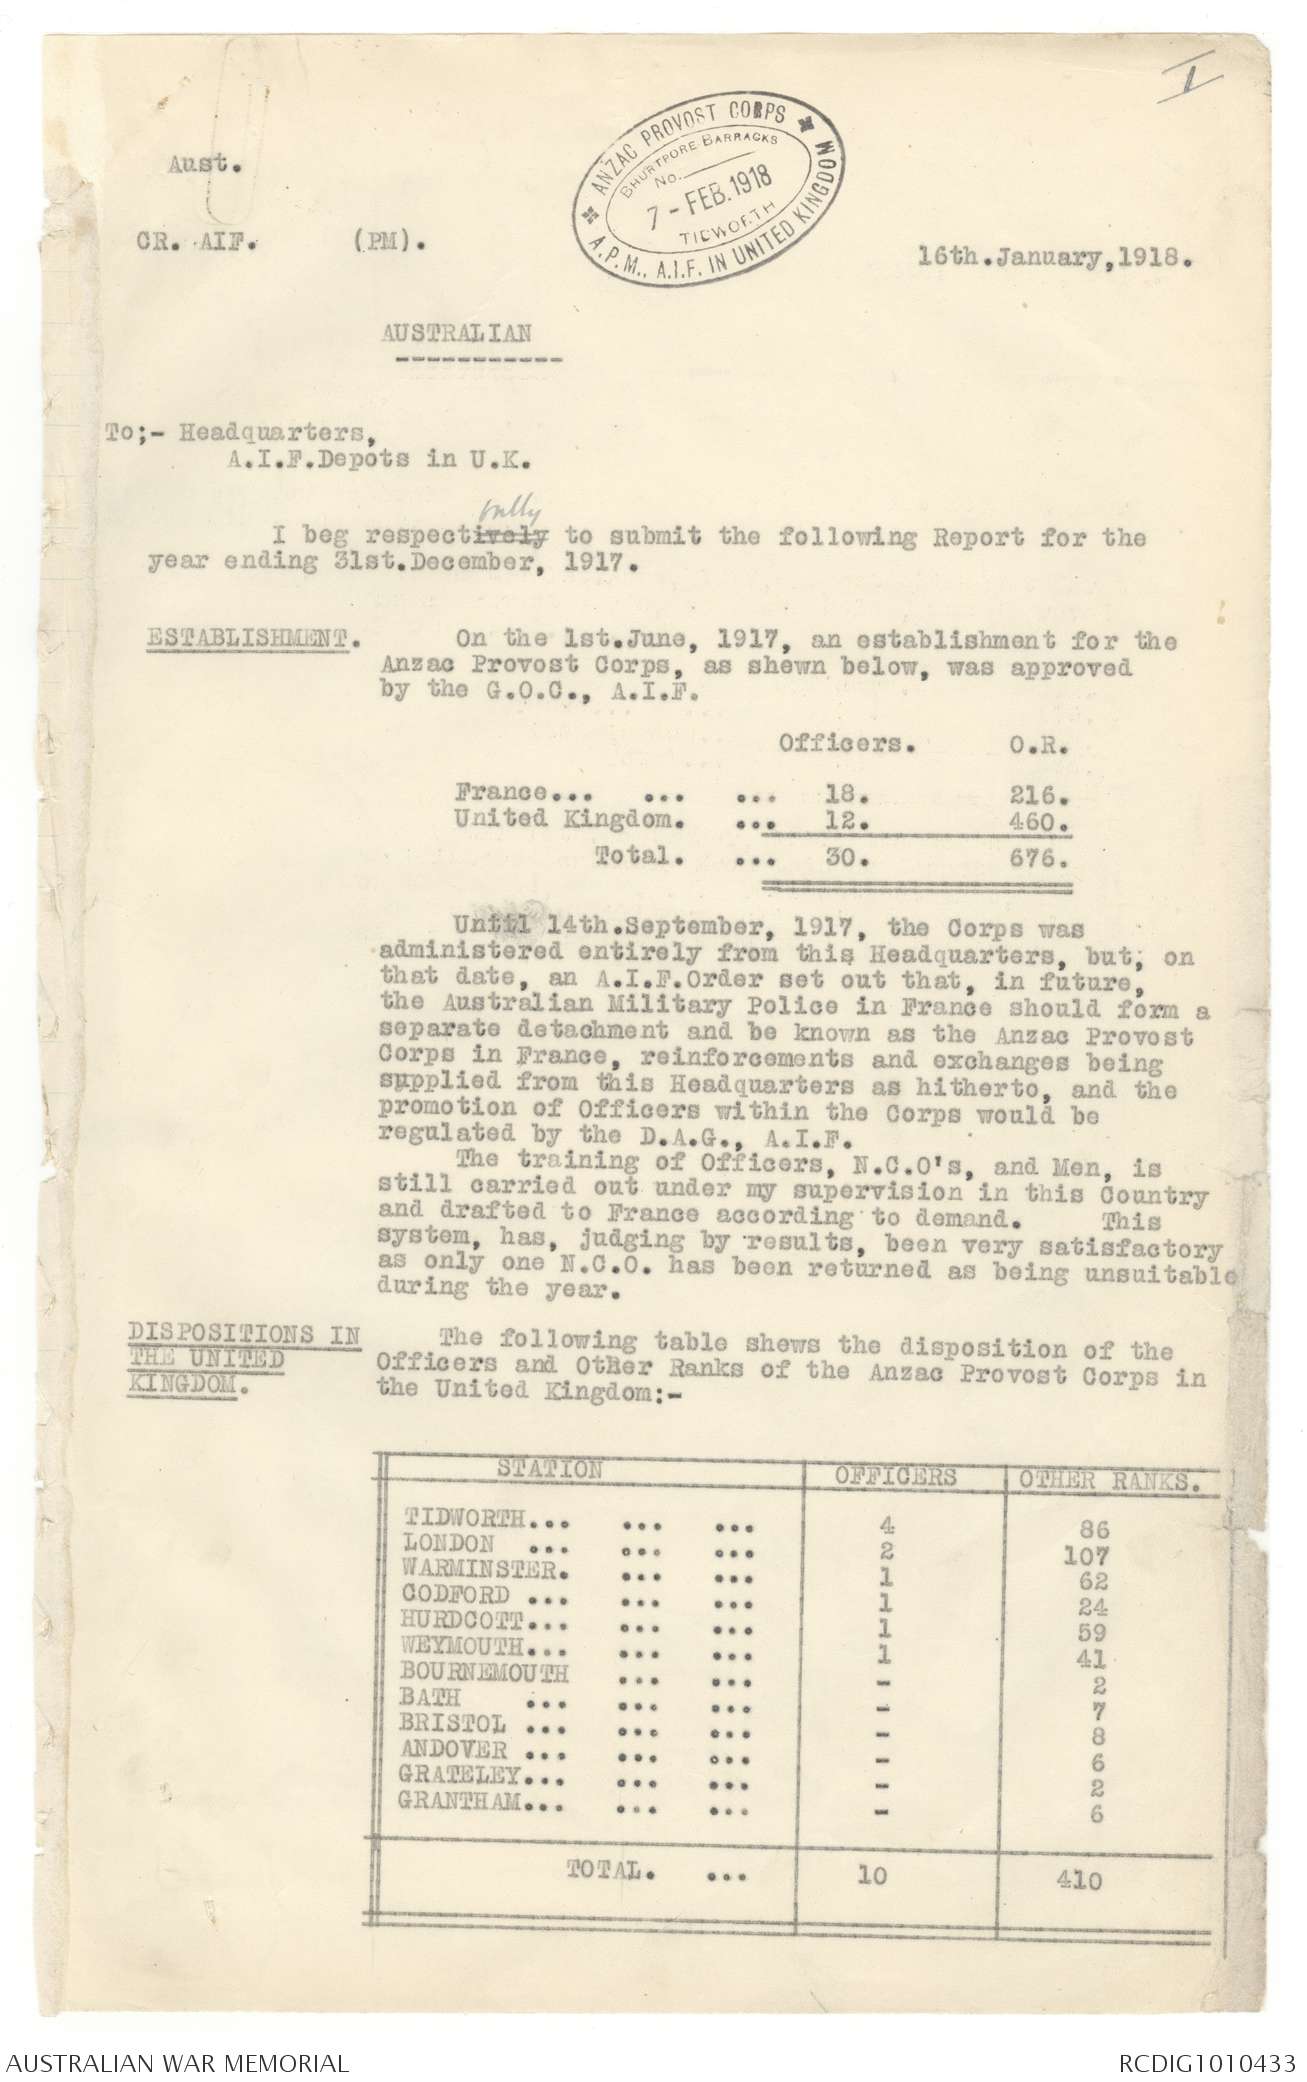 I
Aust.
ANZAC PROVOST CORPS
BHURTPORE BARRACKS
No.
7 - FEB. 1918
TIDWORTH
A.P.M., A.I.F. IN UNITED KINGDOM
CR. AIF. (PM).
16th.January,1918.
AUSTRALIAN
-----------
To;- Headquarters,
A.I.F.Depots in U.K.
fully
I beg respectively to submit the following Report for the
year ending 31st.December, 1917.
ESTABLISHMENT. On the 1st.June, 1917, an establishment for the
Anzac Provost Corps, as shewn below, was approved
by the G.O.C., A.I.F.
Officers. O.R.
France... ... ... 18. 216.
United Kingdom. ... 12. 460.
Total. ... 30. 676.
Until 14th.September, 1917, the Corps was
administered entirely from this Headquarters, but, on
that date, an A.I.F.Order set out that, in future,
the Australian Military Police in France should form a
separate detachment and be known as the Anzac Provost
Corps in France, reinforcements and exchanges being
supplied from this Headquarters as hitherto, and the
promotion of Officers within the Corps would be
regulated by the D.A.G., A.I.F.
The training of Officers, N.C.O's, and Men, is
still carried out under my supervision in this Country
and drafted to France according to demand. This
system, has, judging by results, been very satisfactory
as only one N.C.O. has been returned as being unsuitable
during the year.
DISPOSITIONS IN The following table shews the disposition of the
THE UNITED Officers and Other Ranks of the Anzac Provost Corps in
KINGDOM. the United Kingdom:-
STATION OFFICERS OTHER RANKS.
TIDWORTH... ... ... 4 86
LONDON ... ... ... 2 107
WARMINSTER. ... ... 1 62
CODFORD ... ... ... 1 24
HURDCOTT... ... ... 1 59
WEYMOUTH... ... ... 1 41
BOURNEMOUTH ... ... - 2
BATH ... ... ... - 7
BRISTOL ... ... ... - 8
ANDOVER ... ... ... - 6
GRATELEY... ... ... - 2
GRANTHAM... ... ... - 6
TOTAL. ... 10 410
AUSTRALIAN WAR MEMORIAL
RCDIG1010433